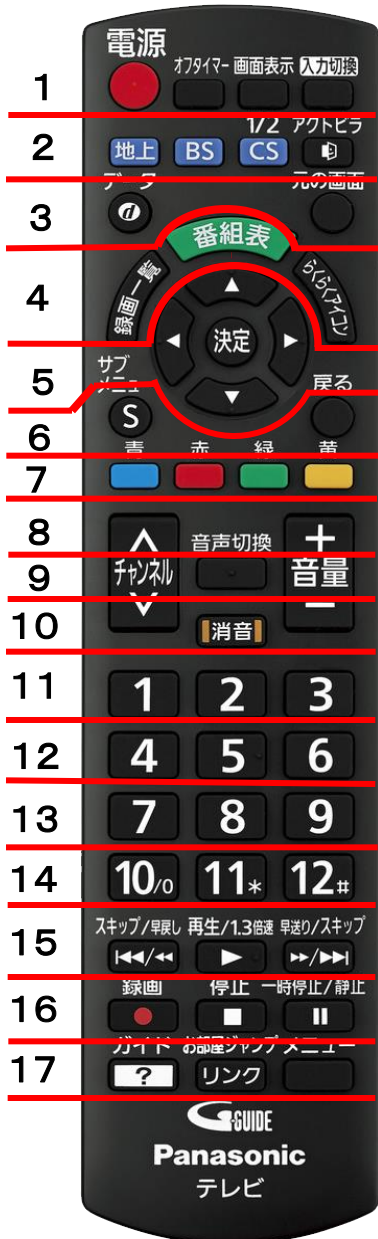 電源
オフタイマー 画面表示 入力切換
1
1/2 アクトビラ
2 地上 BS CS
データ 元の画面
3 d
番組表
4 録画一覧 らくらくアイコン
決定
サブメニュー 戻る
5
S
6 青 赤 緑 黄
7
8 音声切換 +
9 チャンネル 音量
−
10 消音
11 1 2 3
12 4 5 6
13 7 8 9
14 10/0 11* 12#
スキップ/早戻し 再生/1.3倍速 早送り/スキップ
15
録画 停止 一時停止/静止
16
ガイド お部屋ジャンプ メニュー
17 ? リンク
G-GUIDE
Panasonic
テレビ